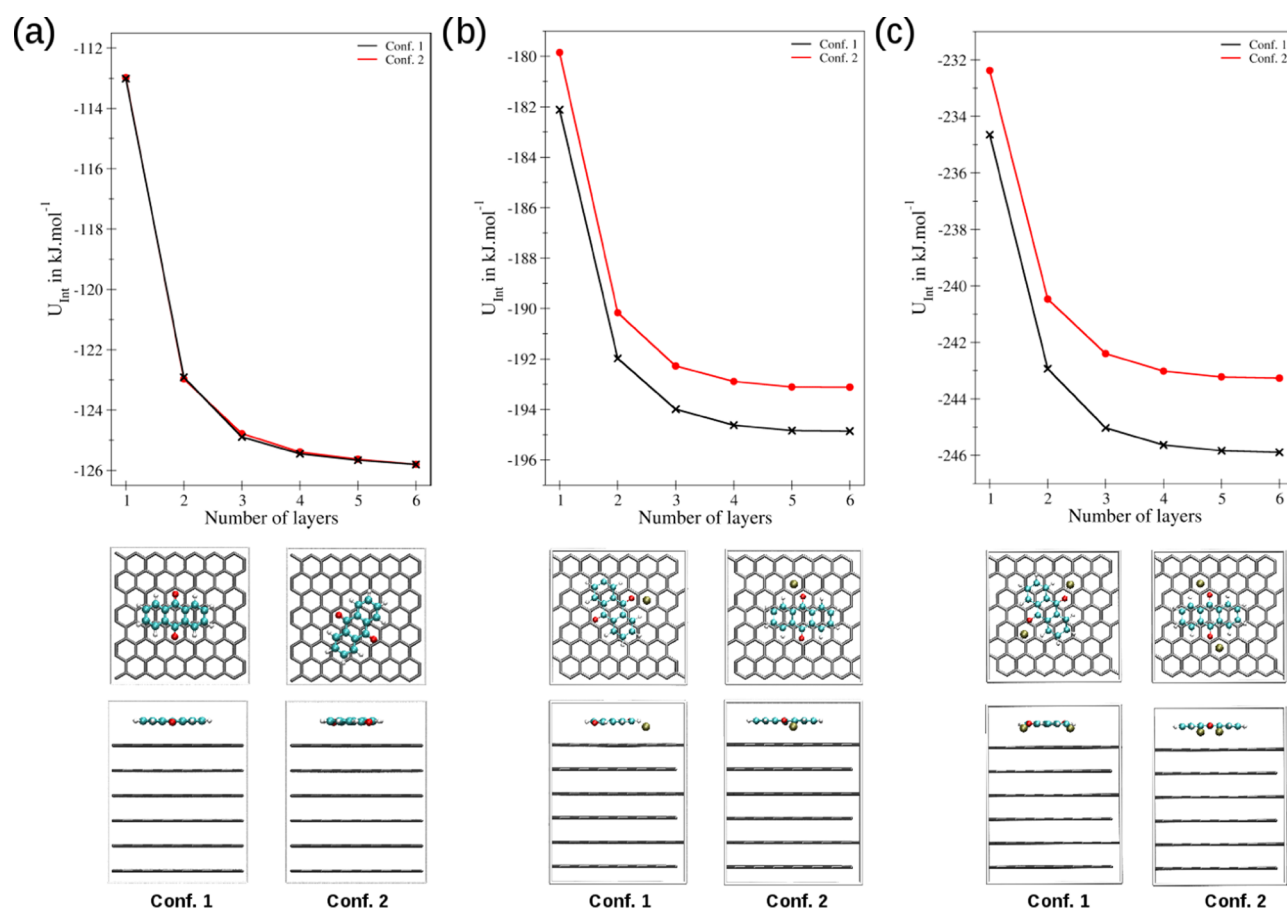 (a)
Conf. 1
Conf. 2
-112
-114
-116
-118
-120
-122
-124
-126
U_Int in kJ.mol^-1
1 2 3 4 5 6
Number of layers
Conf. 1 Conf. 2
(b)
Conf. 1
Conf. 2
-180
-182
-184
-186
-188
-190
-192
-194
-196
U_Int in kJ.mol^-1
1 2 3 4 5 6
Number of layers
Conf. 1 Conf. 2
(c)
Conf. 1
Conf. 2
-232
-234
-236
-238
-240
-242
-244
-246
U_Int in kJ.mol^-1
1 2 3 4 5 6
Number of layers
Conf. 1 Conf. 2